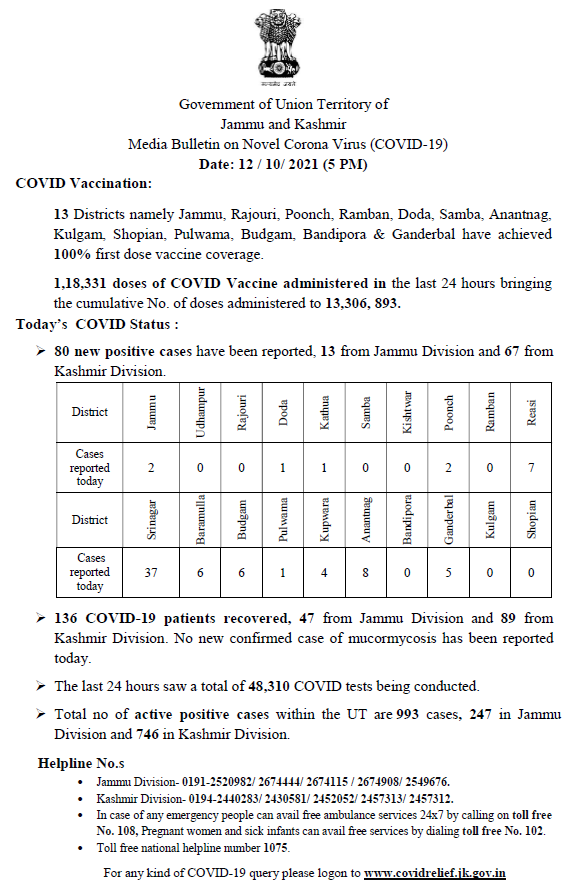 सत्यमेव जयते
Government of Union Territory of
Jammu and Kashmir
Media Bulletin on Novel Corona Virus (COVID-19)
Date: 12 / 10/ 2021 (5 PM)
COVID Vaccination:
13 Districts namely Jammu, Rajouri, Poonch, Ramban, Doda, Samba, Anantnag,
Kulgam, Shopian, Pulwama, Budgam, Bandipora & Ganderbal have achieved
100% first dose vaccine coverage.
1,18,331 doses of COVID Vaccine administered in the last 24 hours bringing
the cumulative No. of doses administered to 13,306, 893.
Today's COVID Status :
➢ 80 new positive cases have been reported, 13 from Jammu Division and 67 from
Kashmir Division.
District Jammu Udhampur Rajouri Doda Kathua Samba Kishtwar Poonch Ramban Reasi
Cases
reported
today 2 0 0 1 1 0 0 2 0 7
District Srinagar Baramulla Budgam Pulwama Kupwara Anantnag Bandipora Ganderbal Kulgam Shopian
Cases
reported
today 37 6 6 1 4 8 0 5 0 0
➢ 136 COVID-19 patients recovered, 47 from Jammu Division and 89 from
Kashmir Division. No new confirmed case of mucormycosis has been reported
today.
➢ The last 24 hours saw a total of 48,310 COVID tests being conducted.
➢ Total no of active positive cases within the UT are 993 cases, 247 in Jammu
Division and 746 in Kashmir Division.
Helpline No.s
• Jammu Division- 0191-2520982/ 2674444/ 2674115 / 2674908/ 2549676.
• Kashmir Division- 0194-2440283/ 2430581/ 2452052/ 2457313/ 2457312.
• In case of any emergency people can avail free ambulance services 24x7 by calling on toll free
No. 108, Pregnant women and sick infants can avail free services by dialing toll free No. 102.
• Toll free national helpline number 1075.
For any kind of COVID-19 query please logon to www.covidrelief.jk.gov.in